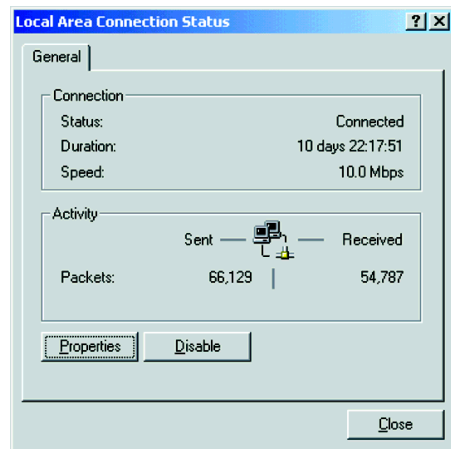 Local Area Connection Status
General
Connection
Status: Connected
Duration: 10 days 22:17:51
Speed: 10.0 Mbps
Activity
Sent — — Received
Packets: 66,129 | 54,787
Properties Disable
Close